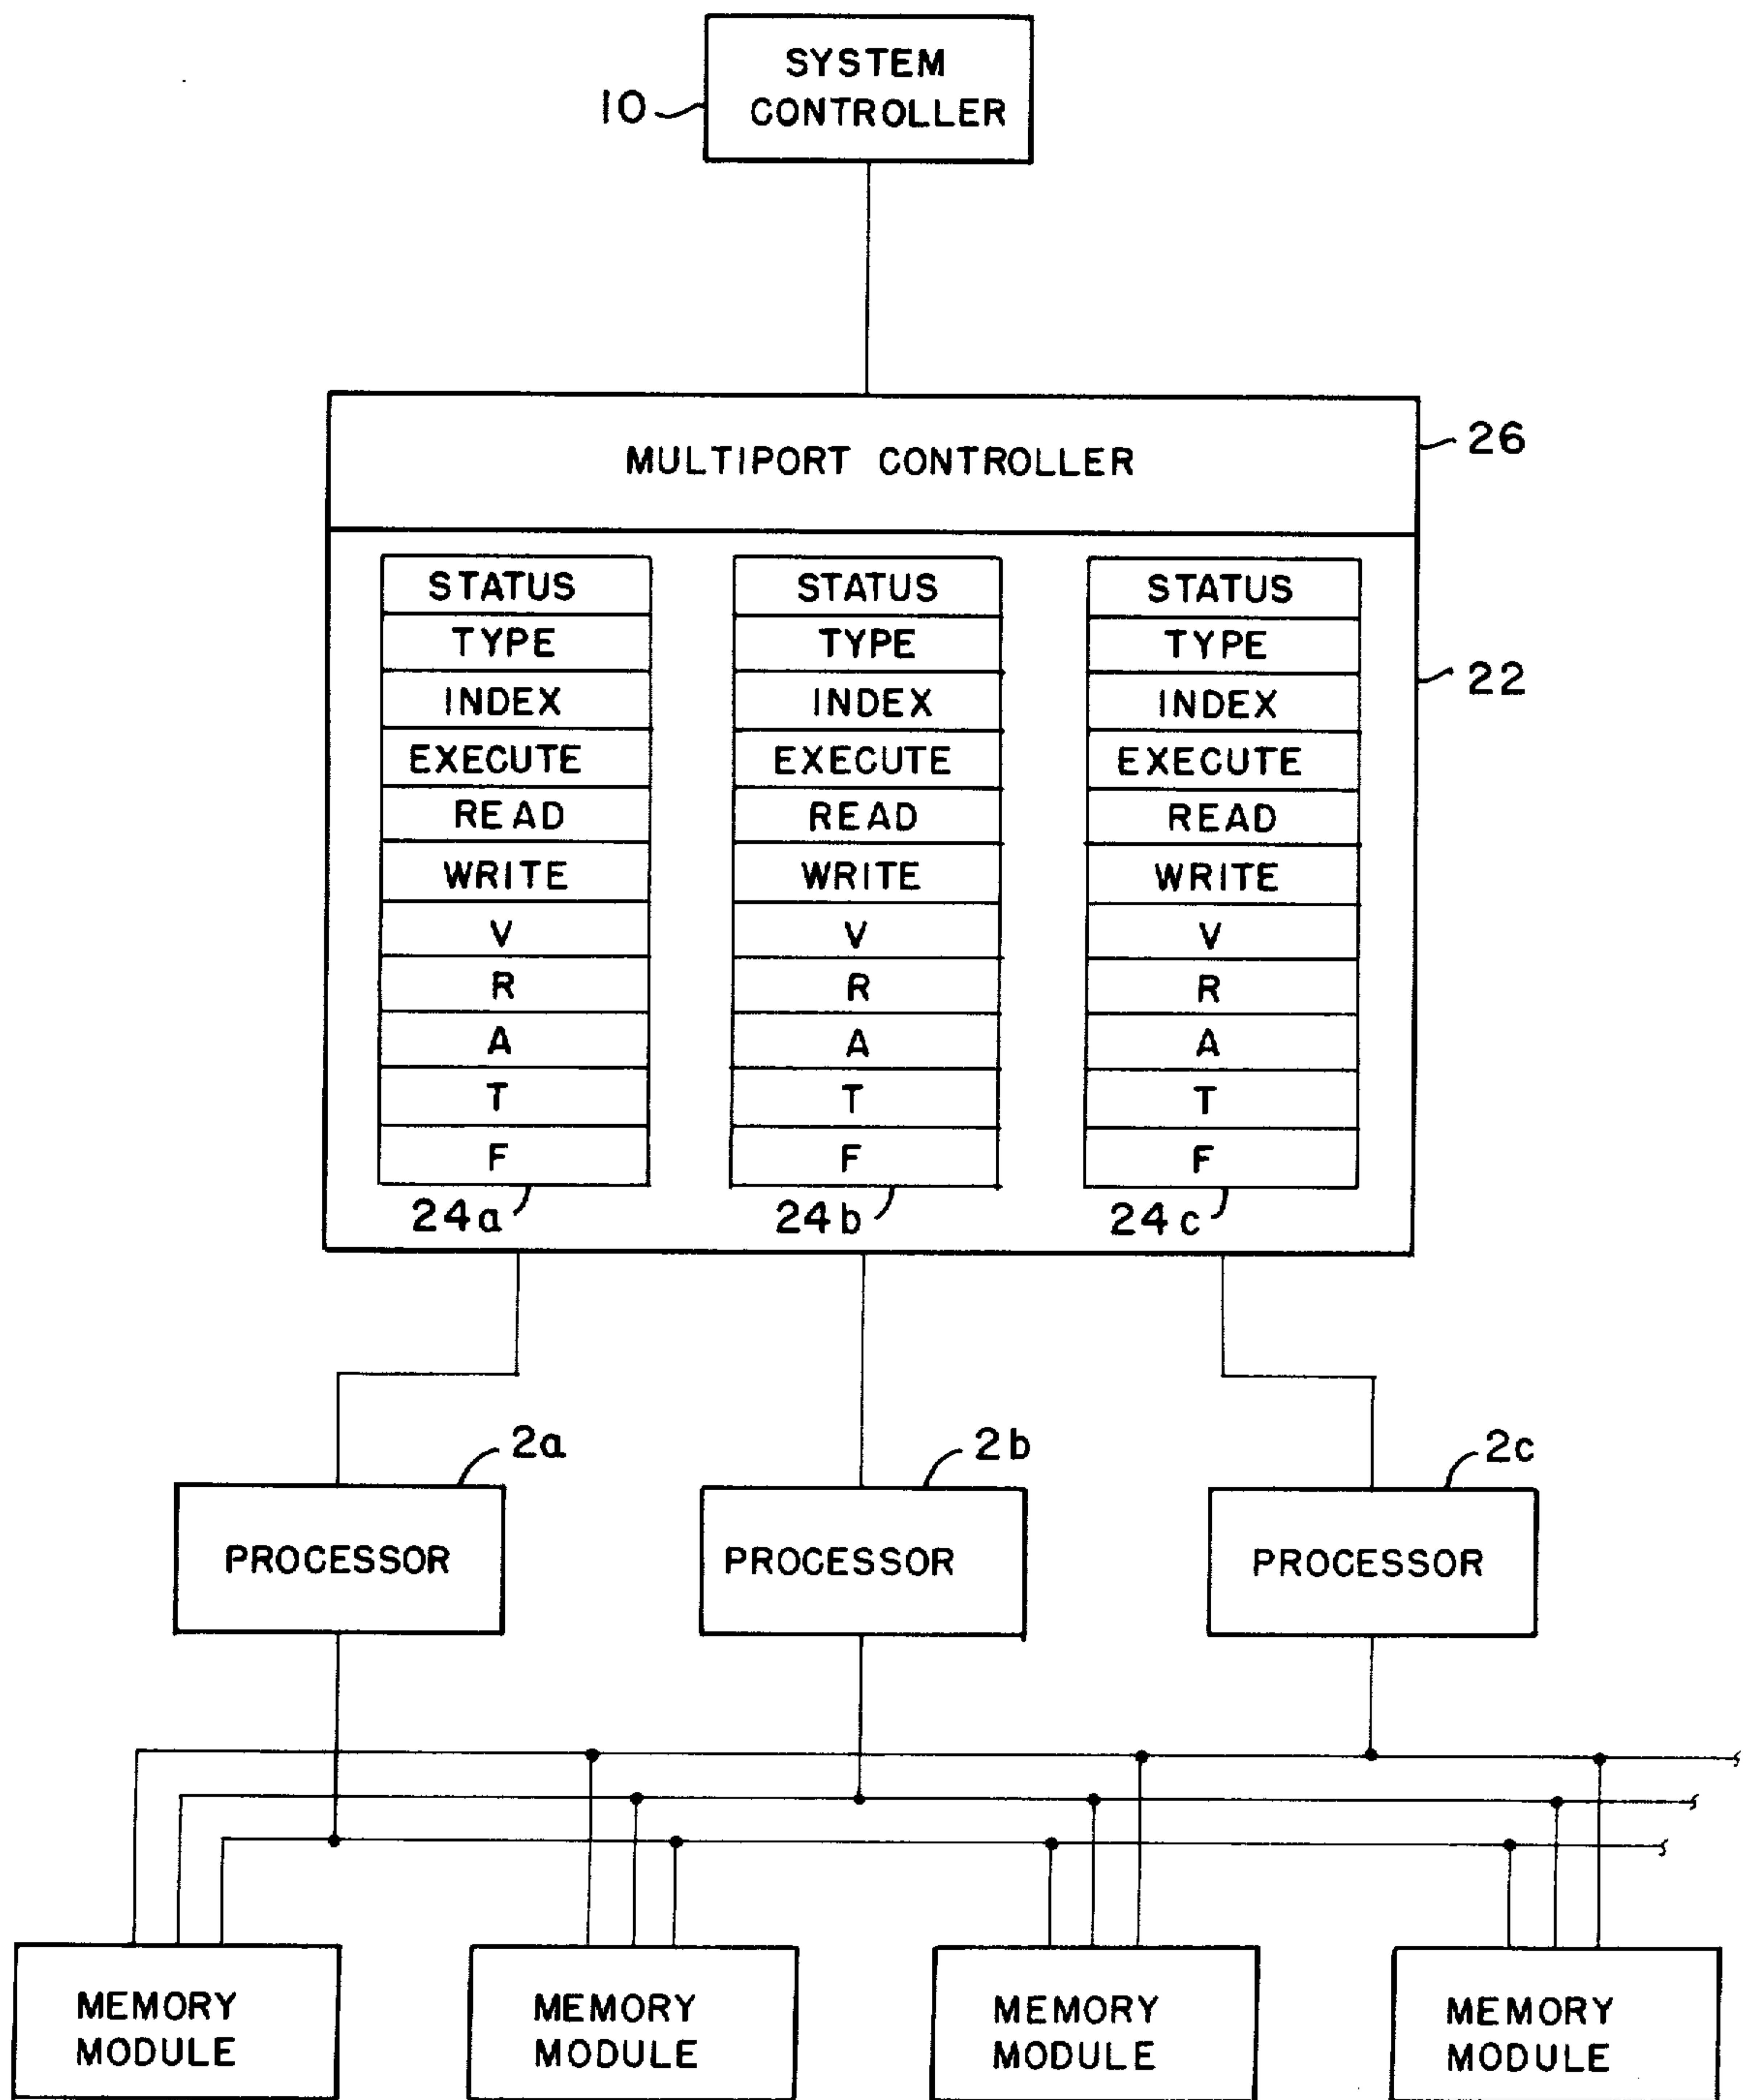 SYSTEM
CONTROLLER
10
MULTIPORT CONTROLLER
26
22
STATUS
TYPE
INDEX
EXECUTE
READ
WRITE
V
R
A
T
F
24a
STATUS
TYPE
INDEX
EXECUTE
READ
WRITE
V
R
A
T
F
24b
STATUS
TYPE
INDEX
EXECUTE
READ
WRITE
V
R
A
T
F
24c
2a
PROCESSOR
2b
PROCESSOR
2c
PROCESSOR
MEMORY
MODULE
MEMORY
MODULE
MEMORY
MODULE
MEMORY
MODULE